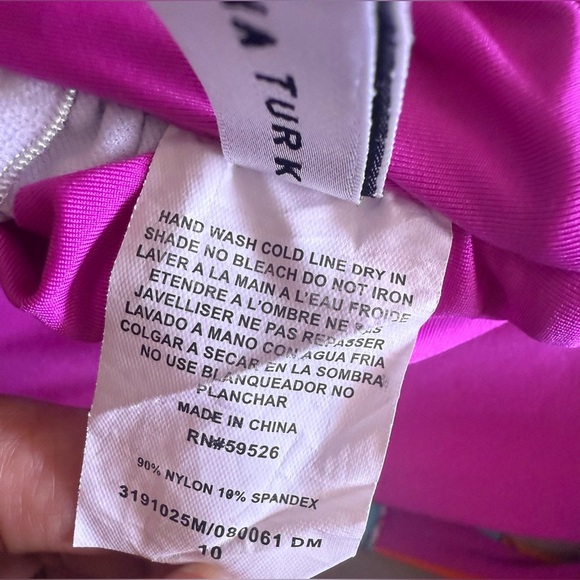 NA TURK
HAND WASH COLD LINE DRY IN
SHADE NO BLEACH DO NOT IRON
LAVER A LA MAIN A L'EAU FROIDE
ETENDRE A L'OMBRE NE PAS
JAVELLISER NE PAS REPASSER
LAVADO A MANO CON AGUA FRIA
COLGAR A SECAR EN LA SOMBRA
NO USE BLANQUEADOR NO
PLANCHAR
MADE IN CHINA
RN#59526
90% NYLON 10% SPANDEX
3191025M/080061 DM
10